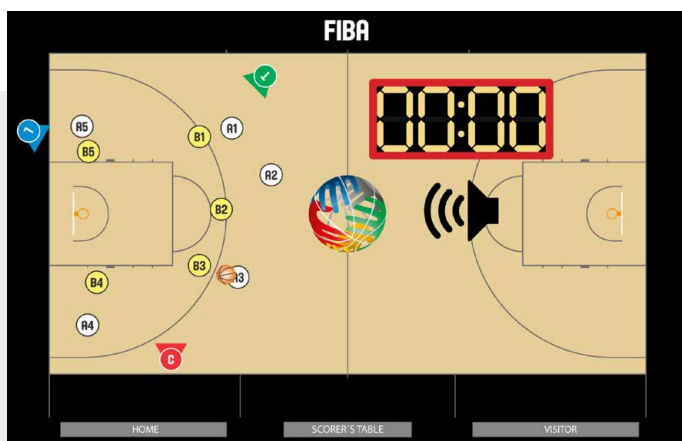 FIBA
00:00
A5
B1
A1
B5
A2
B2
B3
A3
B4
A4
C
HOME
SCORER´S TABLE
VISITOR